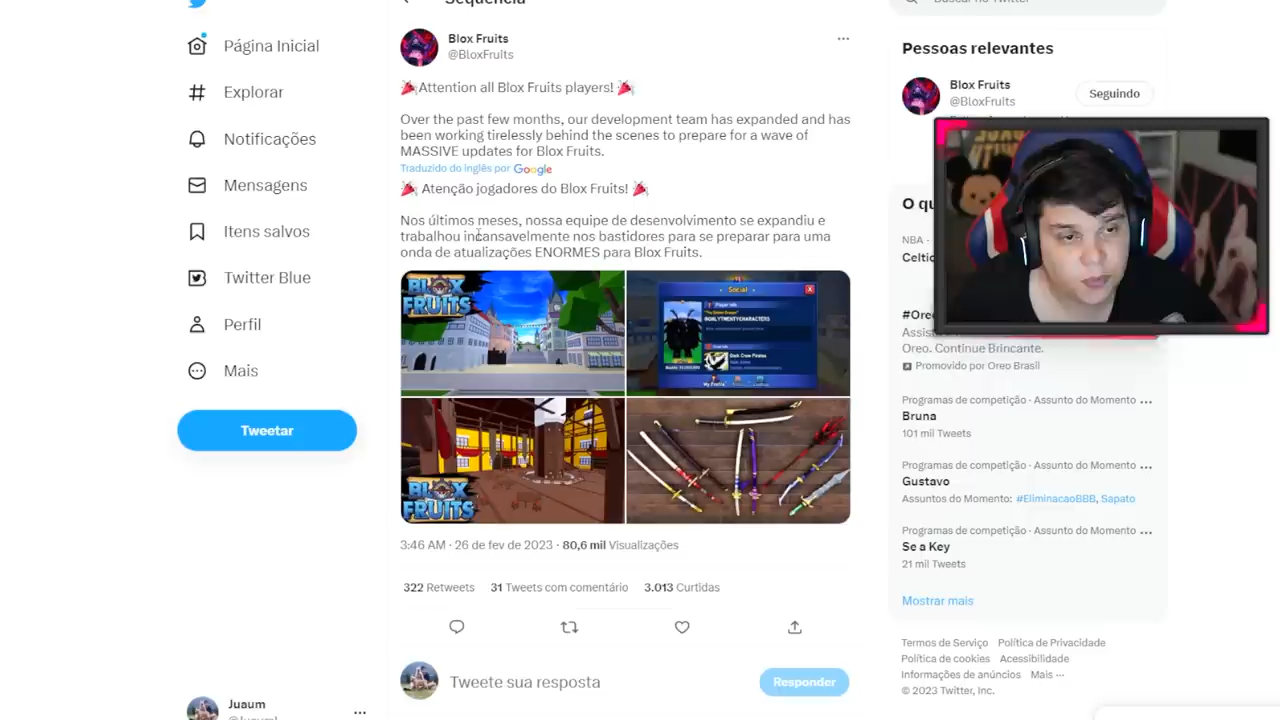 Sequência
Buscar no Twitter
Página Inicial
Explorar
Notificações
Mensagens
Itens salvos
Twitter Blue
Perfil
Mais
Tweetar
Juaum
Blox Fruits
@BloxFruits
Attention all Blox Fruits players!
Over the past few months, our development team has expanded and has
been working tirelessly behind the scenes to prepare for a wave of
MASSIVE updates for Blox Fruits.
Traduzido do inglês por Google
Atenção jogadores do Blox Fruits!
Nos últimos meses, nossa equipe de desenvolvimento se expandiu e
trabalhou incansavelmente nos bastidores para se preparar para uma
onda de atualizações ENORMES para Blox Fruits.
BLOX
FRUITS
Social
BLOX
FRUITS
3:46 AM · 26 de fev de 2023 · 80,6 mil Visualizações
322 Retweets 31 Tweets com comentário 3.013 Curtidas
Tweete sua resposta
Responder
Pessoas relevantes
Blox Fruits
@BloxFruits
Seguindo
O qu
NBA ·
Celtic
#Oreo
Assist
Oreo. Continue Brincante.
Promovido por Oreo Brasil
Programas de competição · Assunto do Momento
Bruna
101 mil Tweets
Programas de competição · Assunto do Momento
Gustavo
Assuntos do Momento: #EliminacaoBBB, Sapato
Programas de competição · Assunto do Momento
Se a Key
21 mil Tweets
Mostrar mais
Termos de Serviço Política de Privacidade
Política de cookies Acessibilidade
Informações de anúncios Mais ···
© 2023 Twitter, Inc.